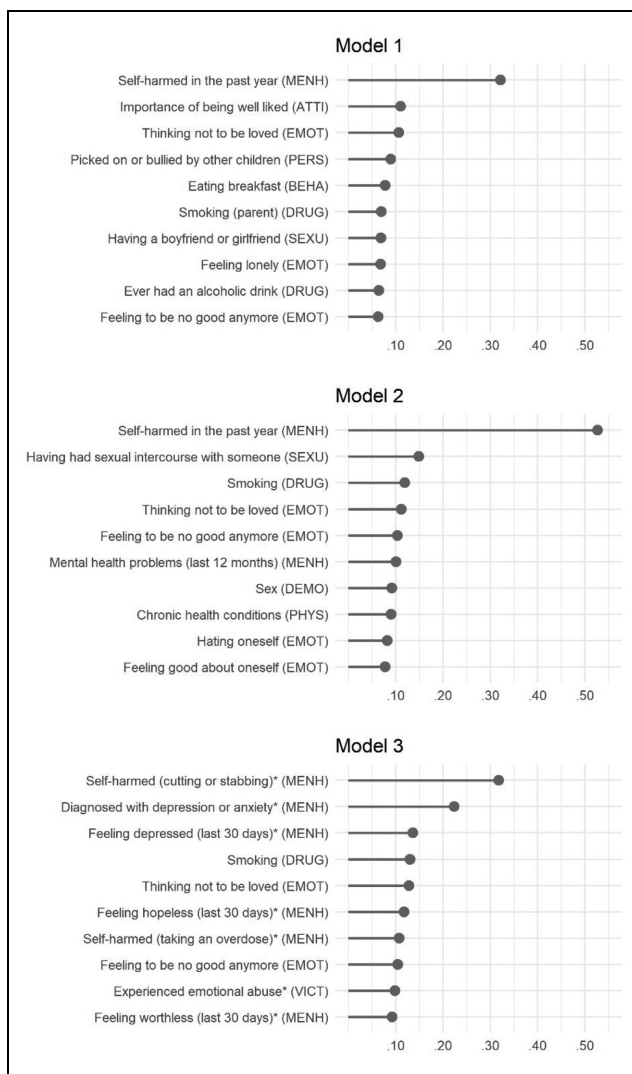 Model 1
Self-harmed in the past year (MENH)
Importance of being well liked (ATTI)
Thinking not to be loved (EMOT)
Picked on or bullied by other children (PERS)
Eating breakfast (BEHA)
Smoking (parent) (DRUG)
Having a boyfriend or girlfriend (SEXU)
Feeling lonely (EMOT)
Ever had an alcoholic drink (DRUG)
Feeling to be no good anymore (EMOT)
.10 .20 .30 .40 .50
Model 2
Self-harmed in the past year (MENH)
Having had sexual intercourse with someone (SEXU)
Smoking (DRUG)
Thinking not to be loved (EMOT)
Feeling to be no good anymore (EMOT)
Mental health problems (last 12 months) (MENH)
Sex (DEMO)
Chronic health conditions (PHYS)
Hating oneself (EMOT)
Feeling good about oneself (EMOT)
.10 .20 .30 .40 .50
Model 3
Self-harmed (cutting or stabbing)* (MENH)
Diagnosed with depression or anxiety* (MENH)
Feeling depressed (last 30 days)* (MENH)
Smoking (DRUG)
Thinking not to be loved (EMOT)
Feeling hopeless (last 30 days)* (MENH)
Self-harmed (taking an overdose)* (MENH)
Feeling to be no good anymore (EMOT)
Experienced emotional abuse* (VICT)
Feeling worthless (last 30 days)* (MENH)
.10 .20 .30 .40 .50